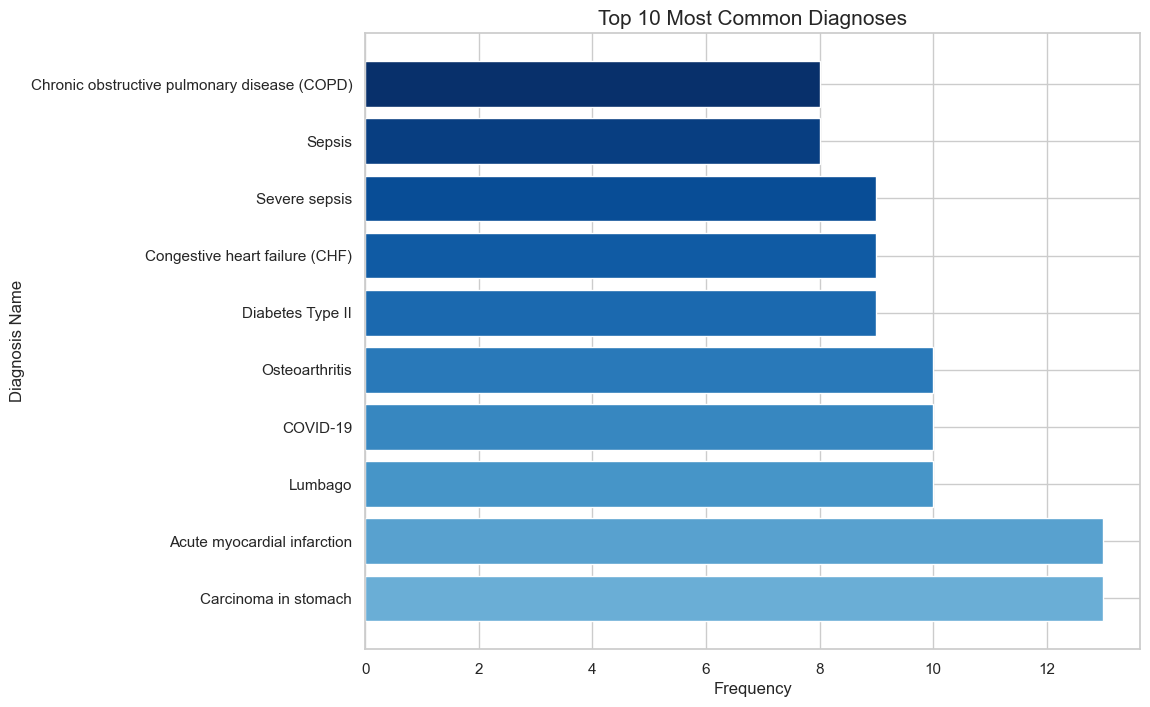 Top 10 Most Common Diagnoses
Diagnosis Name
Chronic obstructive pulmonary disease (COPD)
Sepsis
Severe sepsis
Congestive heart failure (CHF)
Diabetes Type II
Osteoarthritis
COVID-19
Lumbago
Acute myocardial infarction
Carcinoma in stomach
0 2 4 6 8 10 12
Frequency